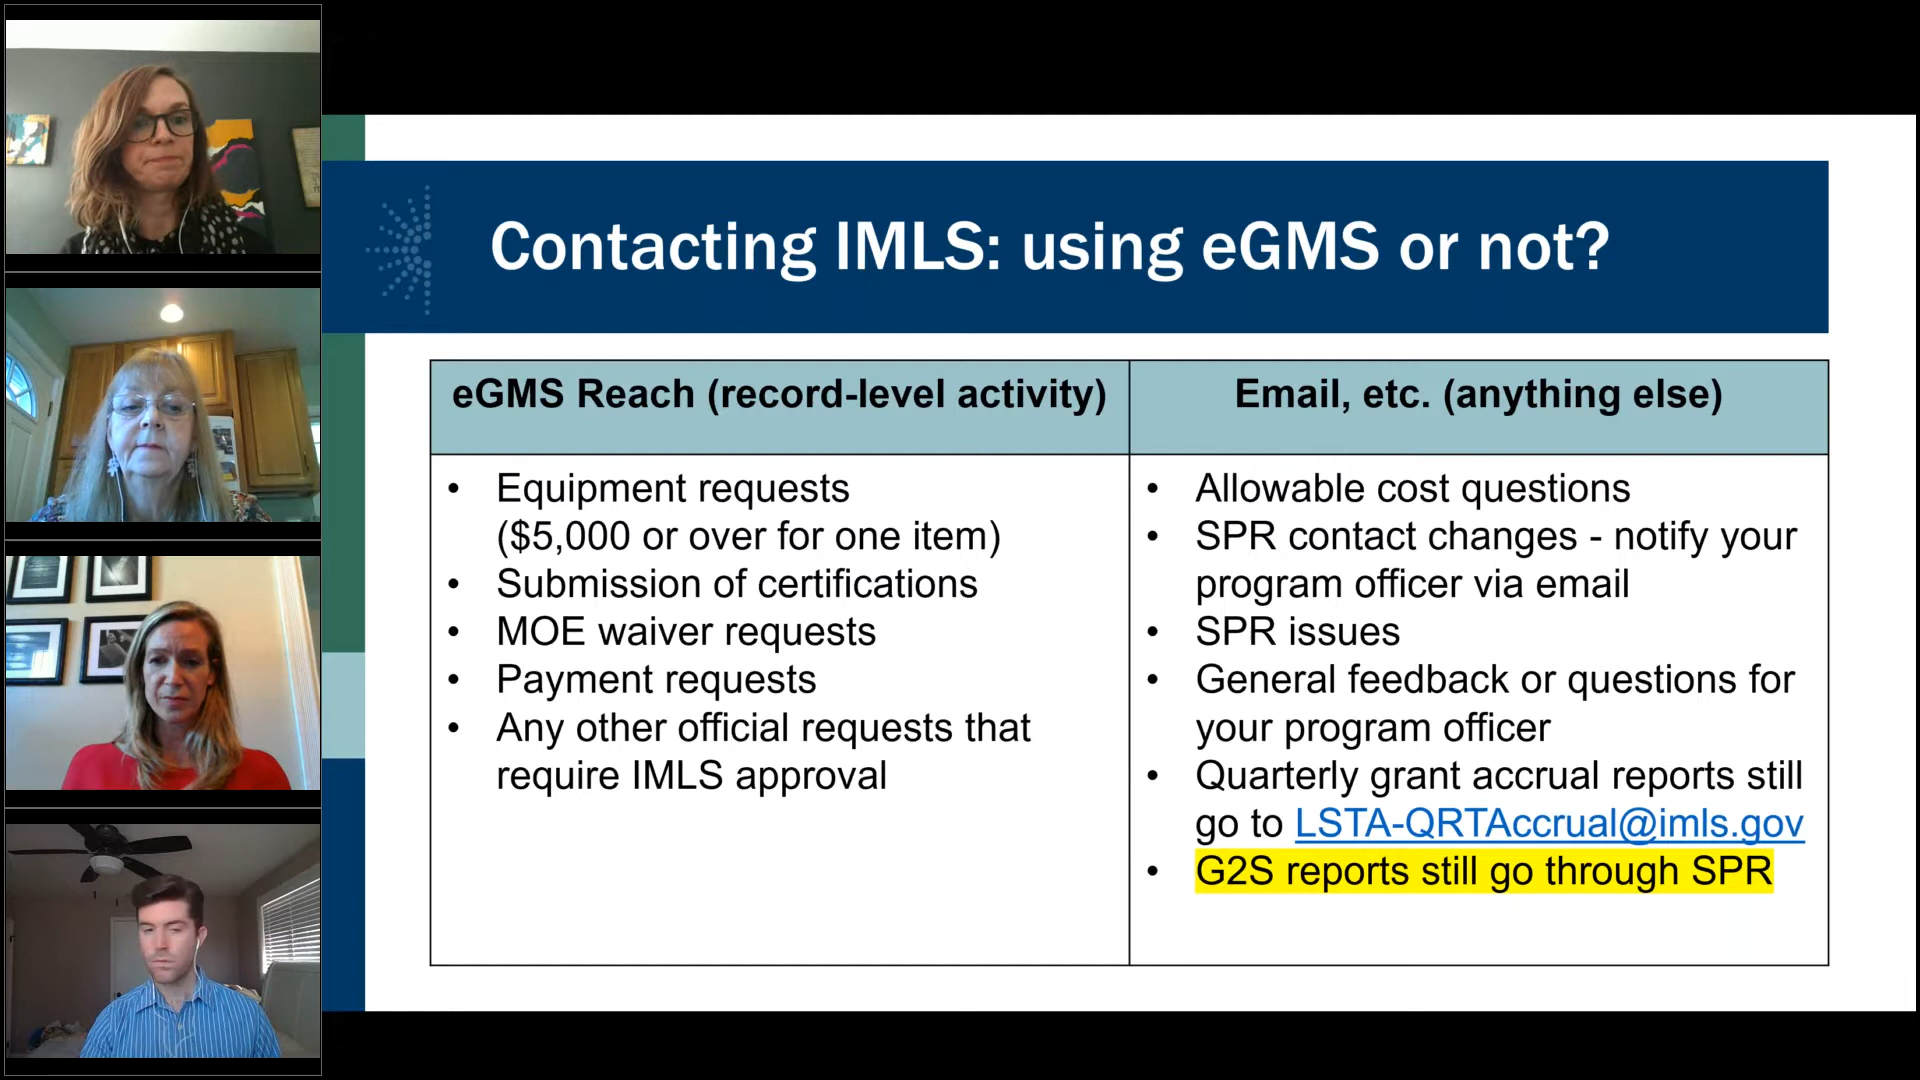 Contacting IMLS: using eGMS or not?
eGMS Reach (record-level activity)
• Equipment requests
($5,000 or over for one item)
• Submission of certifications
• MOE waiver requests
• Payment requests
• Any other official requests that
require IMLS approval
Email, etc. (anything else)
• Allowable cost questions
• SPR contact changes - notify your
program officer via email
• SPR issues
• General feedback or questions for
your program officer
• Quarterly grant accrual reports still
go to LSTA-QRTAccrual@imls.gov
• G2S reports still go through SPR